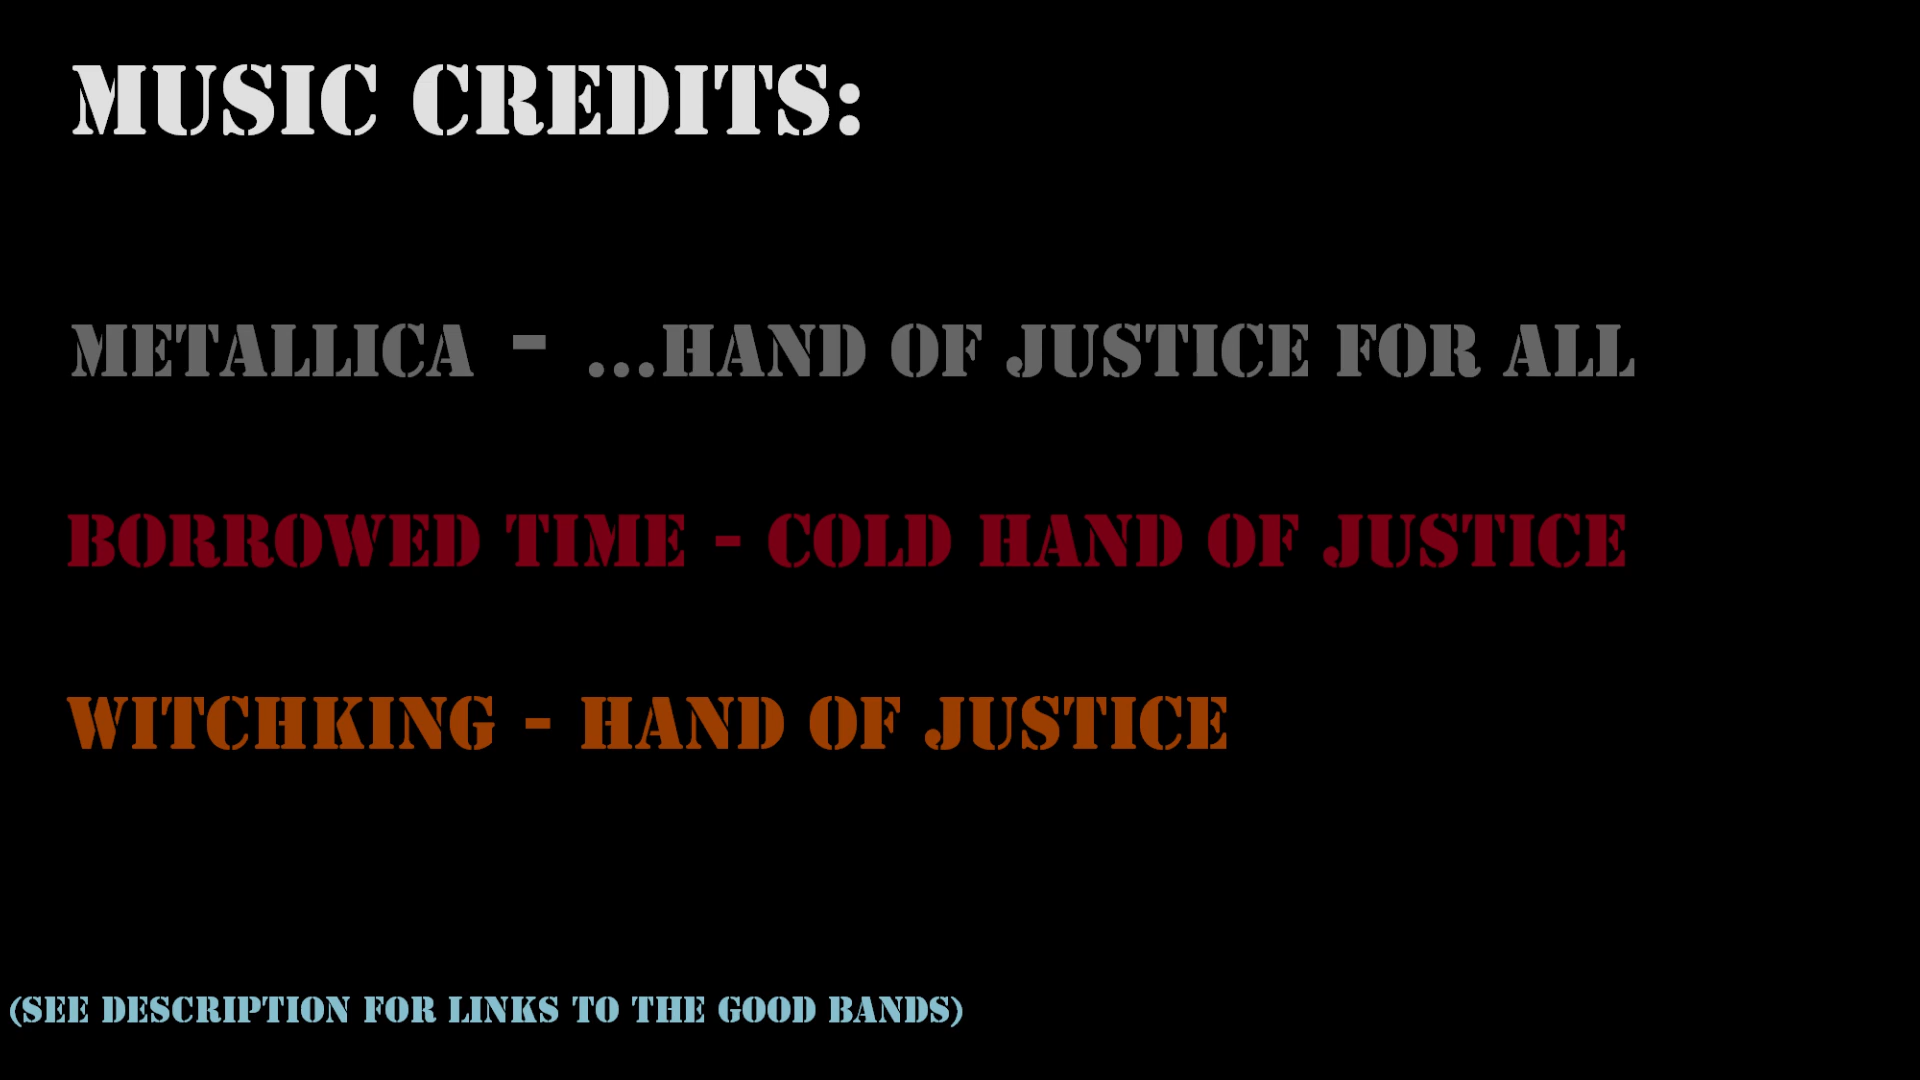 MUSIC CREDITS:
METALLICA - ...HAND OF JUSTICE FOR ALL
BORROWED TIME - COLD HAND OF JUSTICE
WITCHKING - HAND OF JUSTICE
(SEE DESCRIPTION FOR LINKS TO THE GOOD BANDS)